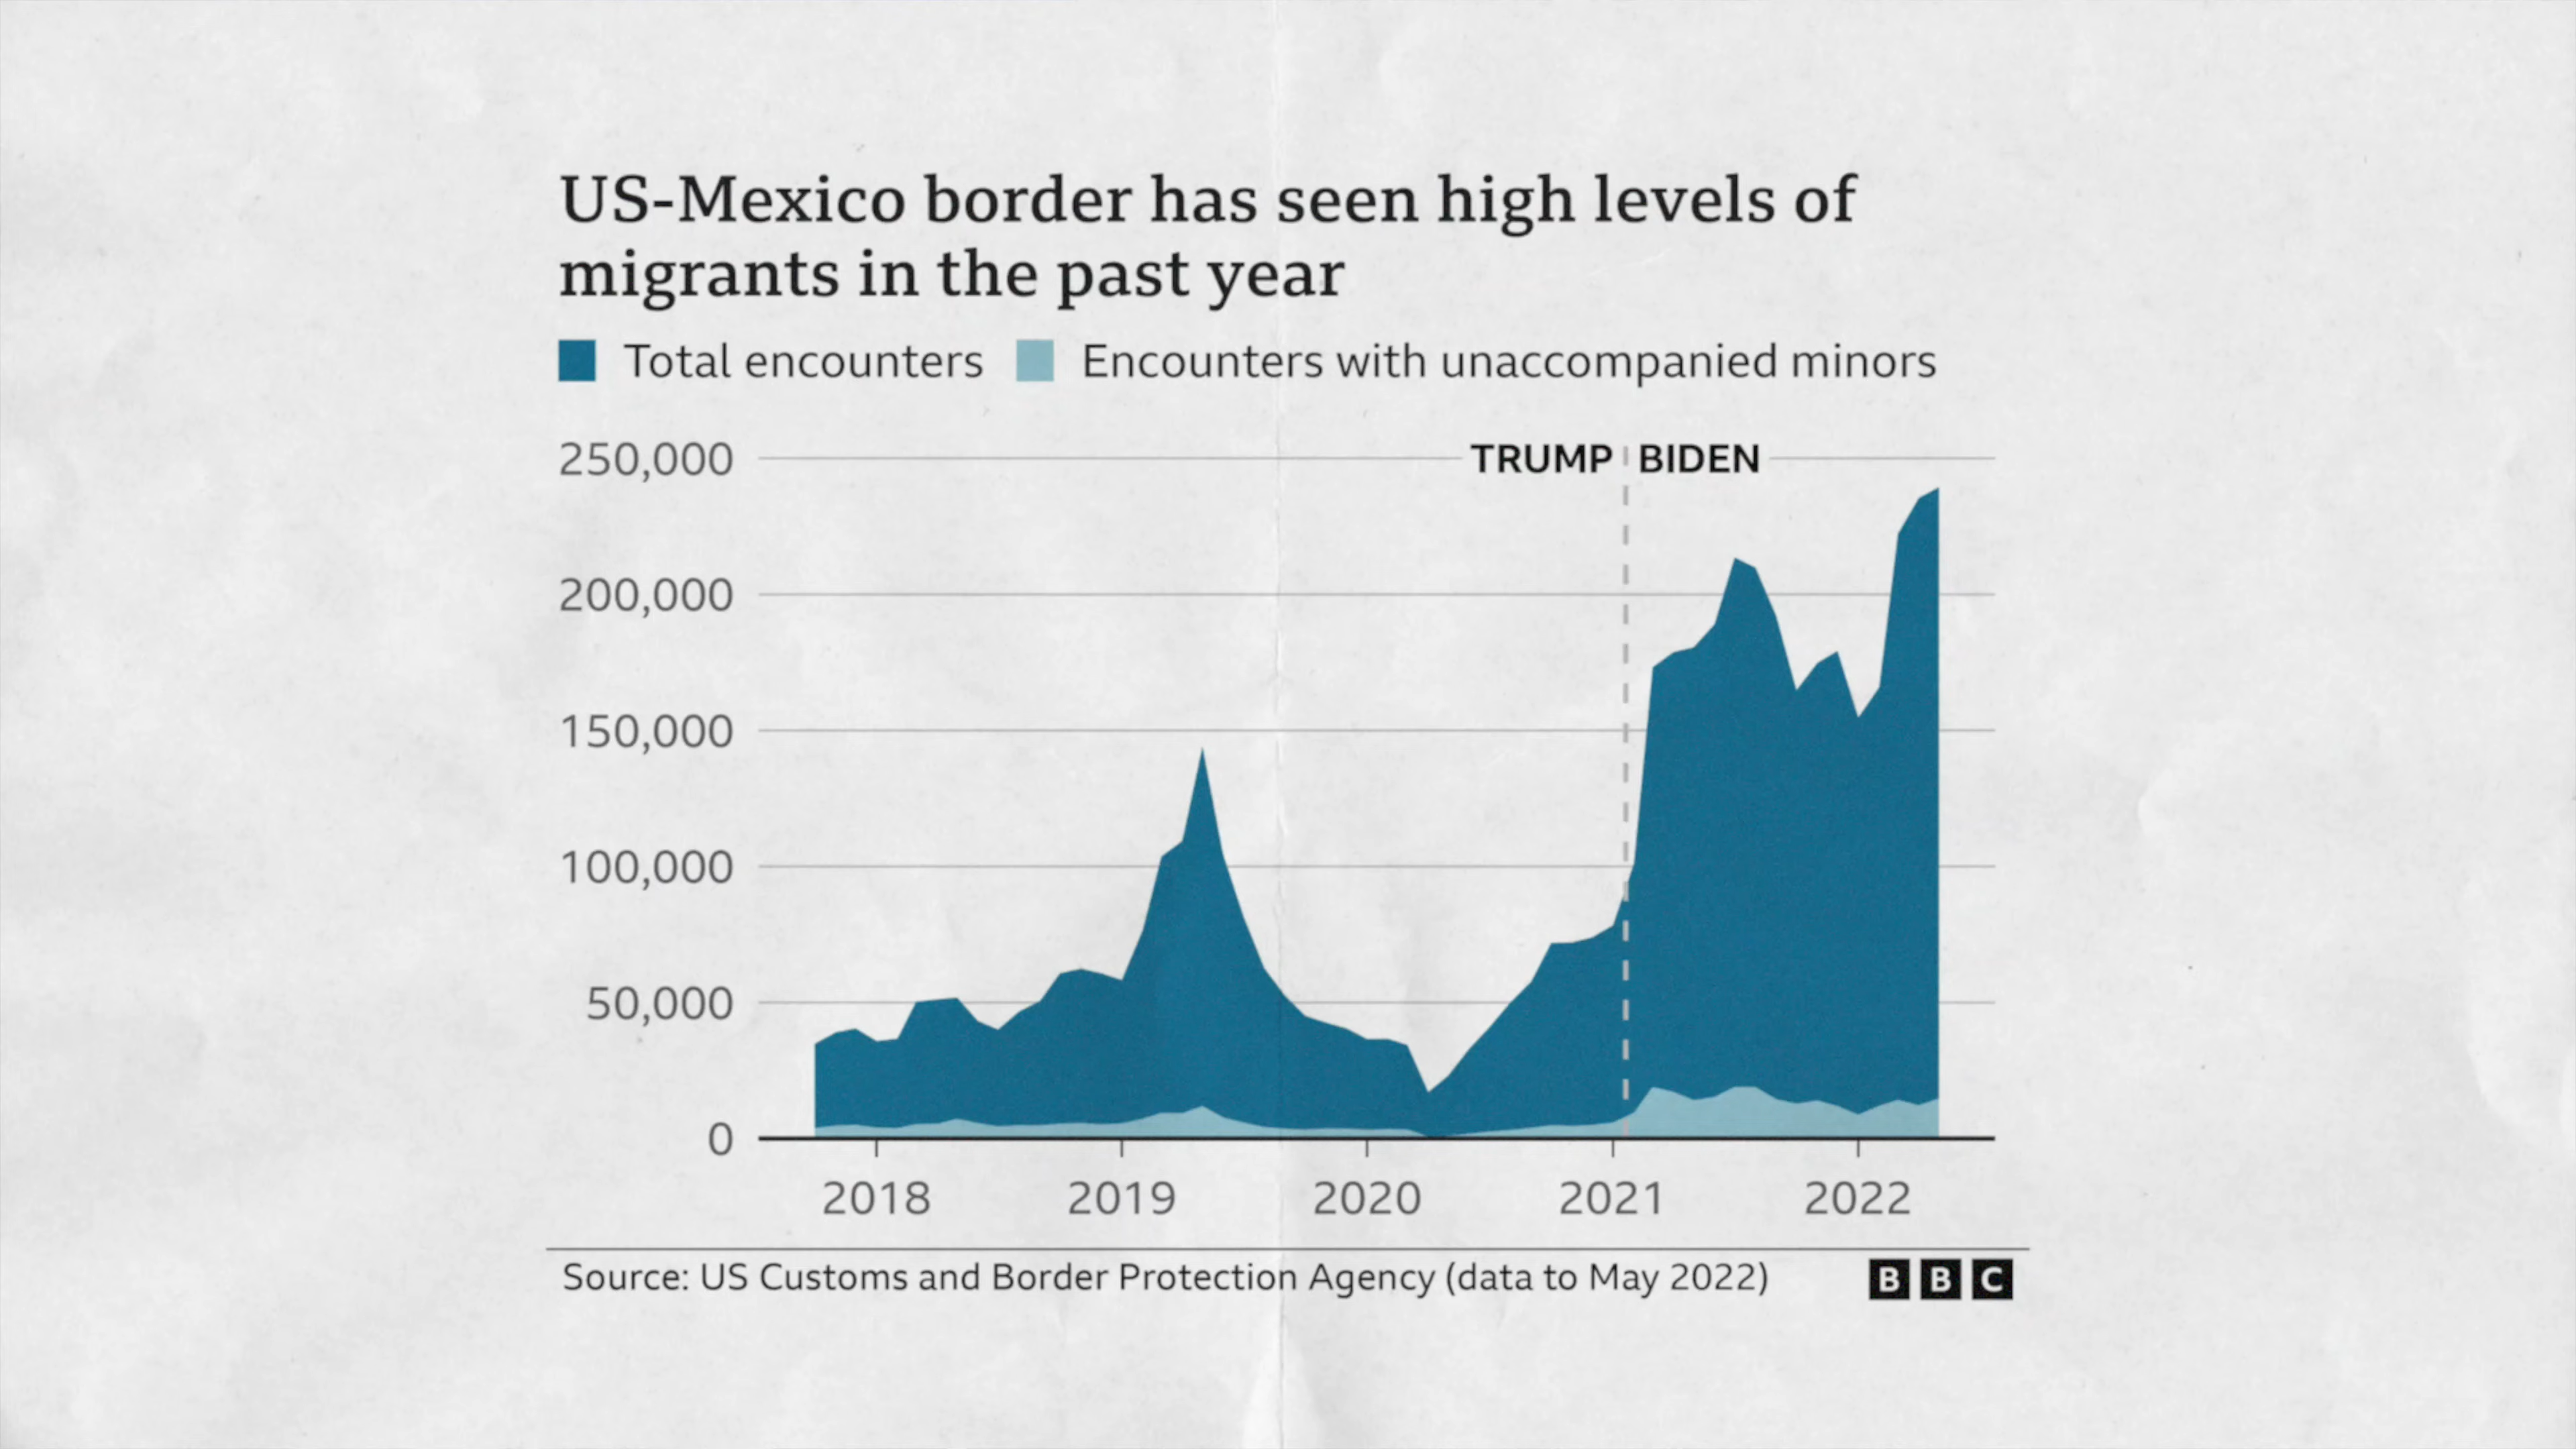 US-Mexico border has seen high levels of
migrants in the past year
Total encounters Encounters with unaccompanied minors
250,000
TRUMP BIDEN
200,000
150,000
100,000
50,000
0
2018 2019 2020 2021 2022
Source: US Customs and Border Protection Agency (data to May 2022)
BBC